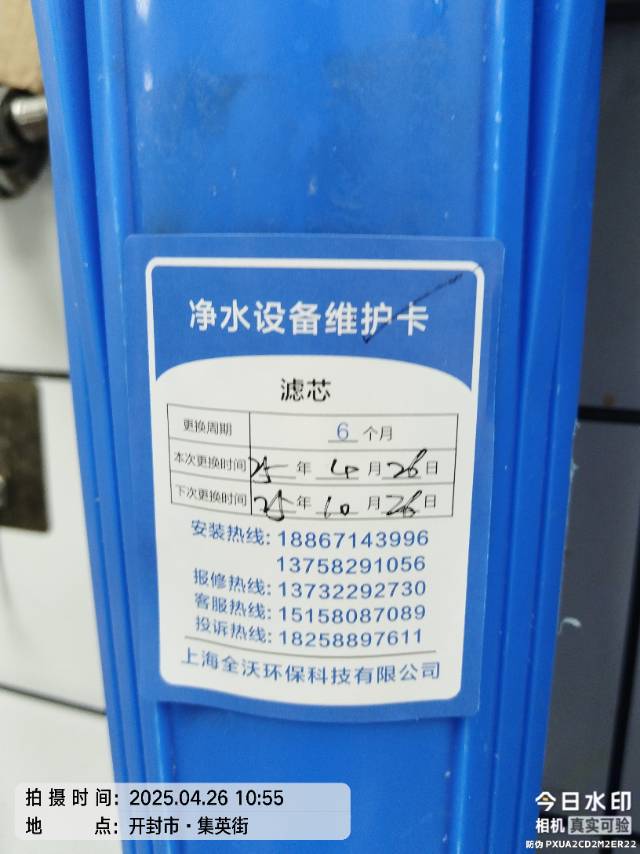 净水设备维护卡
滤芯
更换周期 6 个月
本次更换时间 25 年 4 月 26 日
下次更换时间 25 年 10 月 26 日
安装热线: 18867143996
13758291056
报修热线: 13732292730
客服热线: 15158087089
投诉热线: 18258897611
上海全沃环保科技有限公司
拍摄时间: 2025.04.26 10:55
地点: 开封市·集英街
今日水印
相机 真实可验
防伪 PXUA2CD2M2ER22